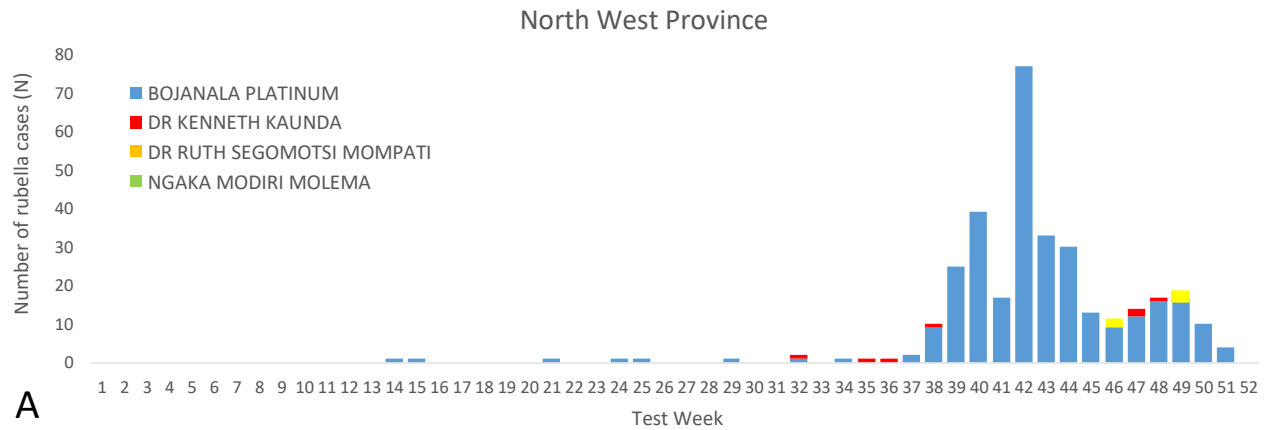 North West Province
Number of rubella cases (N)
80
70
60
50
40
30
20
10
0
BOJANALA PLATINUM
DR KENNETH KAUNDA
DR RUTH SEGOMOTSI MOMPATI
NGAKA MODIRI MOLEMA
1 2 3 4 5 6 7 8 9 10 11 12 13 14 15 16 17 18 19 20 21 22 23 24 25 26 27 28 29 30 31 32 33 34 35 36 37 38 39 40 41 42 43 44 45 46 47 48 49 50 51 52
Test Week
A